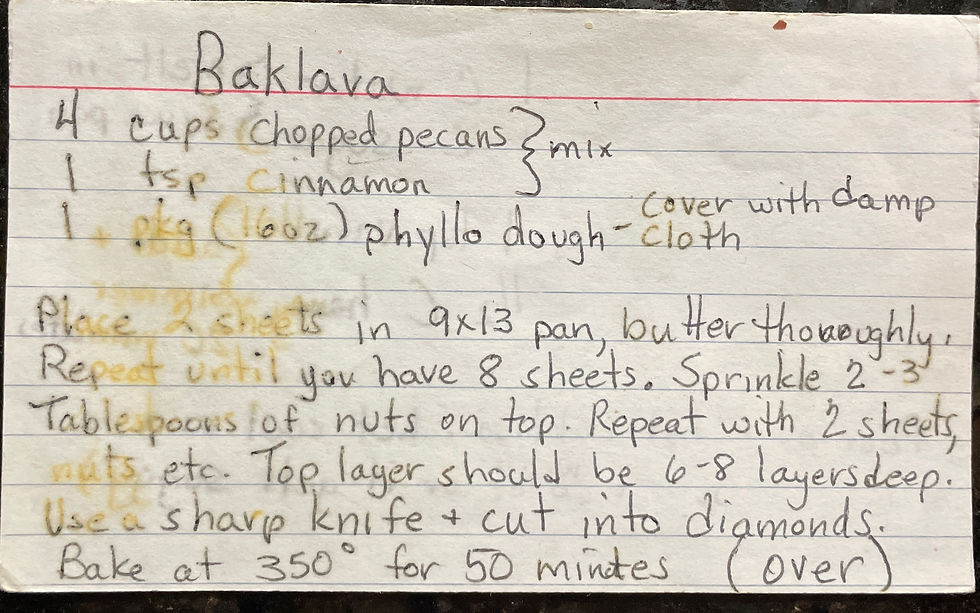 Baklava
4 cups chopped pecans } mix
1 tsp cinnamon
1 pkg (16oz) phyllo dough - cover with damp cloth
Place 2 sheets in 9x13 pan, butter thoroughly.
Repeat until you have 8 sheets. Sprinkle 2-3
Tablespoons of nuts on top. Repeat with 2 sheets,
nuts etc. Top layer should be 6-8 layers deep.
Use a sharp knife + cut into diamonds.
Bake at 350° for 50 minutes (over)